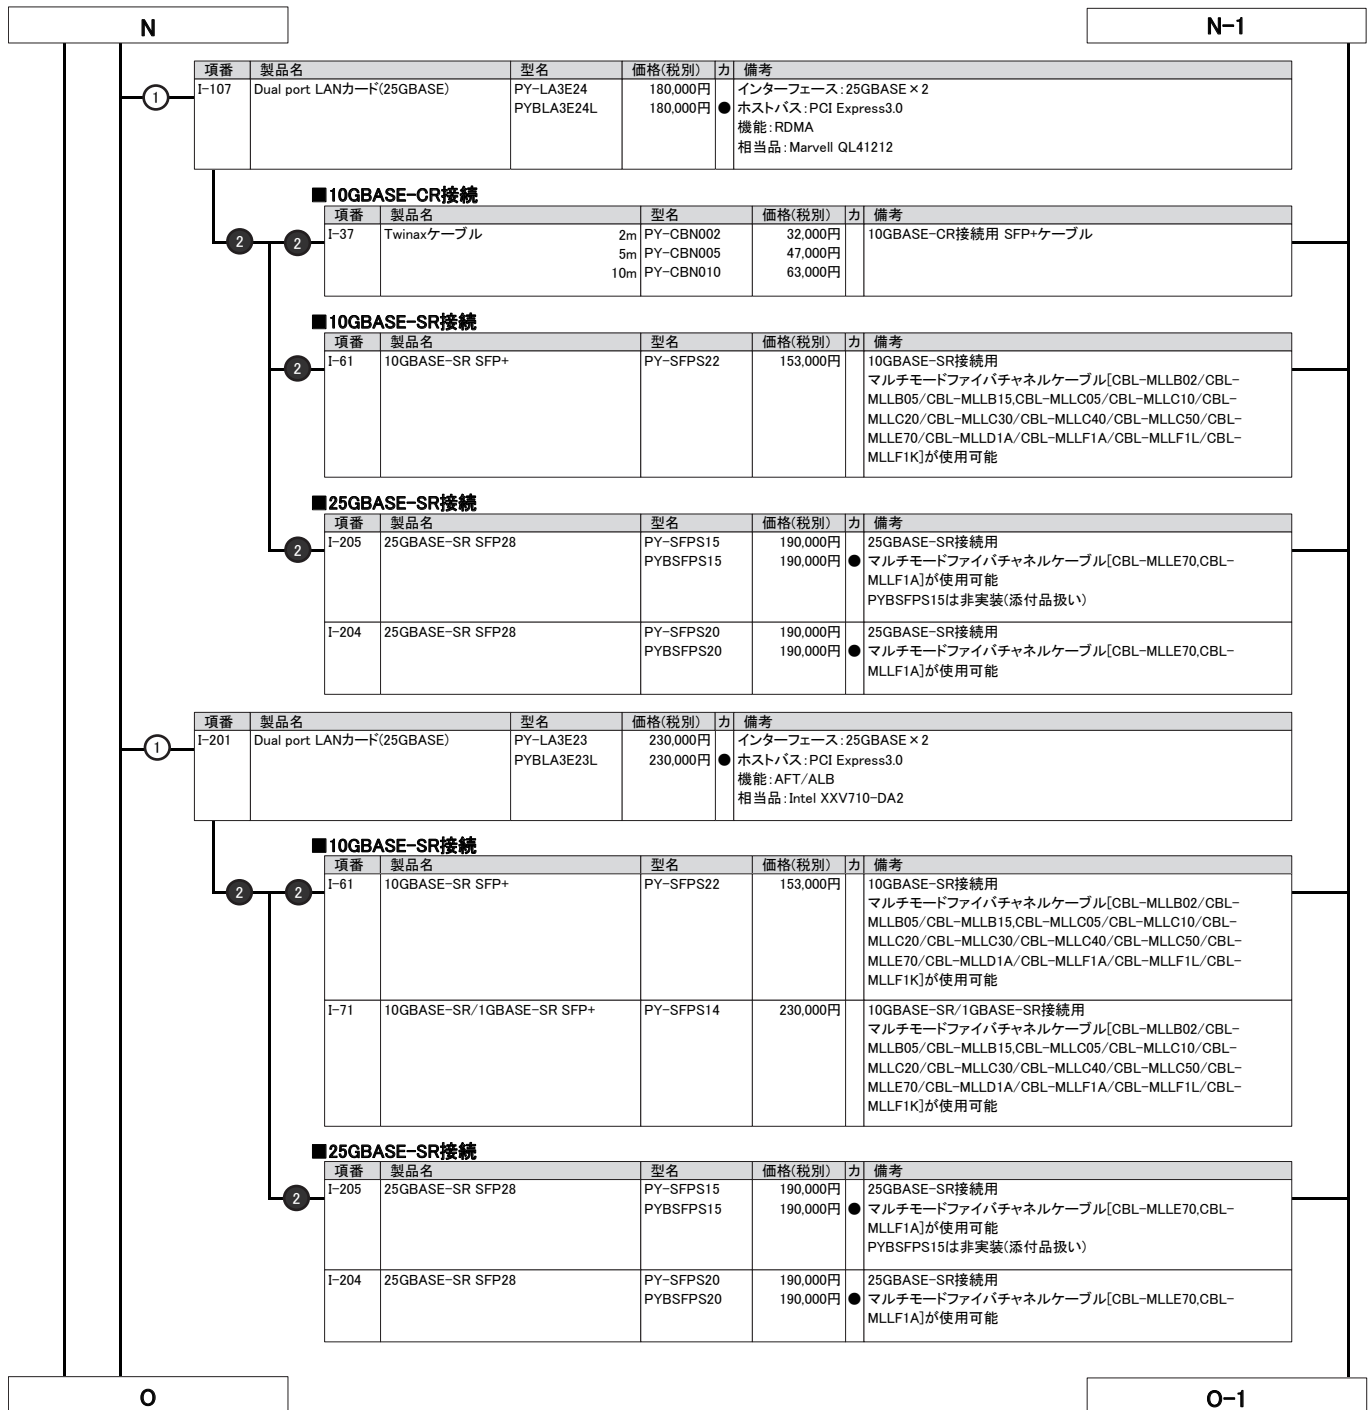 N
N-1
項番 製品名 型名 価格(税別) カ 備考
1 I-107 Dual port LANカード(25GBASE) PY-LA3E24 180,000円 インターフェース:25GBASE×2
PYBLA3E24L 180,000円 ● ホストバス:PCI Express3.0
機能:RDMA
相当品:Marvell QL41212
■10GBASE-CR接続
項番 製品名 型名 価格(税別) カ 備考
2 2 I-37 Twinaxケーブル 2m PY-CBN002 32,000円 10GBASE-CR接続用 SFP+ケーブル
5m PY-CBN005 47,000円
10m PY-CBN010 63,000円
■10GBASE-SR接続
項番 製品名 型名 価格(税別) カ 備考
2 I-61 10GBASE-SR SFP+ PY-SFPS22 153,000円 10GBASE-SR接続用
マルチモードファイバチャネルケーブル[CBL-MLLB02/CBL-
MLLB05/CBL-MLLB15,CBL-MLLC05/CBL-MLLC10/CBL-
MLLC20/CBL-MLLC30/CBL-MLLC40/CBL-MLLC50/CBL-
MLLE70/CBL-MLLD1A/CBL-MLLF1A/CBL-MLLF1L/CBL-
MLLF1K]が使用可能
■25GBASE-SR接続
項番 製品名 型名 価格(税別) カ 備考
2 I-205 25GBASE-SR SFP28 PY-SFPS15 190,000円 25GBASE-SR接続用
PYBSFPS15 190,000円 ● マルチモードファイバチャネルケーブル[CBL-MLLE70,CBL-
MLLF1A]が使用可能
PYBSFPS15は非実装(添付品扱い)
I-204 25GBASE-SR SFP28 PY-SFPS20 190,000円 25GBASE-SR接続用
PYBSFPS20 190,000円 ● マルチモードファイバチャネルケーブル[CBL-MLLE70,CBL-
MLLF1A]が使用可能
項番 製品名 型名 価格(税別) カ 備考
1 I-201 Dual port LANカード(25GBASE) PY-LA3E23 230,000円 インターフェース:25GBASE×2
PYBLA3E23L 230,000円 ● ホストバス:PCI Express3.0
機能:AFT/ALB
相当品:Intel XXV710-DA2
■10GBASE-SR接続
項番 製品名 型名 価格(税別) カ 備考
2 2 I-61 10GBASE-SR SFP+ PY-SFPS22 153,000円 10GBASE-SR接続用
マルチモードファイバチャネルケーブル[CBL-MLLB02/CBL-
MLLB05/CBL-MLLB15,CBL-MLLC05/CBL-MLLC10/CBL-
MLLC20/CBL-MLLC30/CBL-MLLC40/CBL-MLLC50/CBL-
MLLE70/CBL-MLLD1A/CBL-MLLF1A/CBL-MLLF1L/CBL-
MLLF1K]が使用可能
I-71 10GBASE-SR/1GBASE-SR SFP+ PY-SFPS14 230,000円 10GBASE-SR/1GBASE-SR接続用
マルチモードファイバチャネルケーブル[CBL-MLLB02/CBL-
MLLB05/CBL-MLLB15,CBL-MLLC05/CBL-MLLC10/CBL-
MLLC20/CBL-MLLC30/CBL-MLLC40/CBL-MLLC50/CBL-
MLLE70/CBL-MLLD1A/CBL-MLLF1A/CBL-MLLF1L/CBL-
MLLF1K]が使用可能
■25GBASE-SR接続
項番 製品名 型名 価格(税別) カ 備考
2 I-205 25GBASE-SR SFP28 PY-SFPS15 190,000円 25GBASE-SR接続用
PYBSFPS15 190,000円 ● マルチモードファイバチャネルケーブル[CBL-MLLE70,CBL-
MLLF1A]が使用可能
PYBSFPS15は非実装(添付品扱い)
I-204 25GBASE-SR SFP28 PY-SFPS20 190,000円 25GBASE-SR接続用
PYBSFPS20 190,000円 ● マルチモードファイバチャネルケーブル[CBL-MLLE70,CBL-
MLLF1A]が使用可能
O
O-1